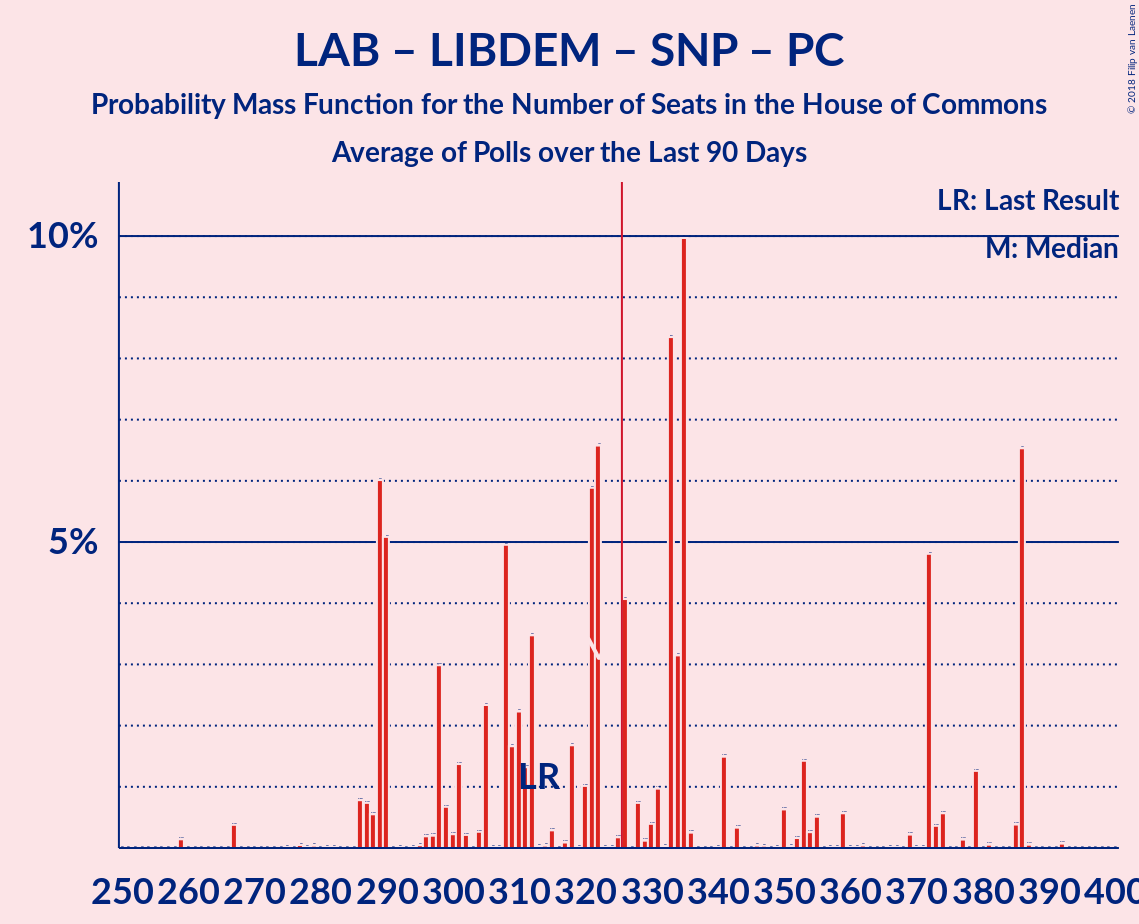 LAB – LIBDEM – SNP – PC
Probability Mass Function for the Number of Seats in the House of Commons
Average of Polls over the Last 90 Days
© 2018 Filip van Laenen
LR: Last Result
M: Median
10%
5%
LR
250 260 270 280 290 300 310 320 330 340 350 360 370 380 390 400